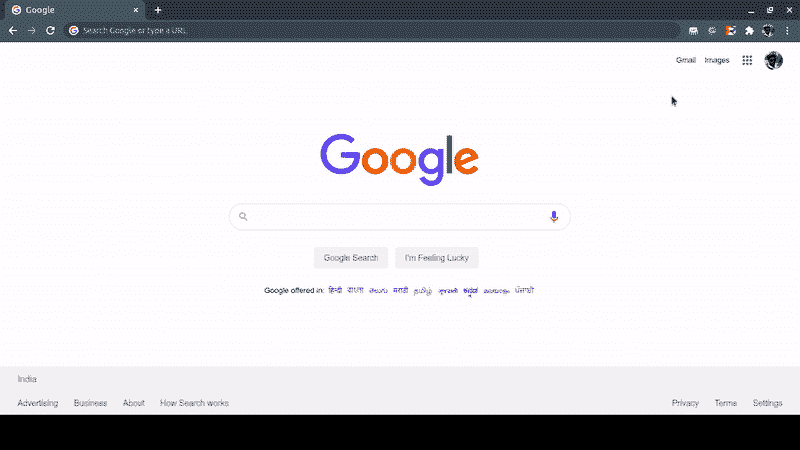 Google
Search Google or type a URL
Gmail Images
Google
Google Search I'm Feeling Lucky
Google offered in: हिन्दी বাংলা తెలుగు मराठी தமிழ் ગુજરાતી ಕನ್ನಡ മലയാളം ਪੰਜਾਬੀ
India
Advertising Business About How Search works Privacy Terms Settings